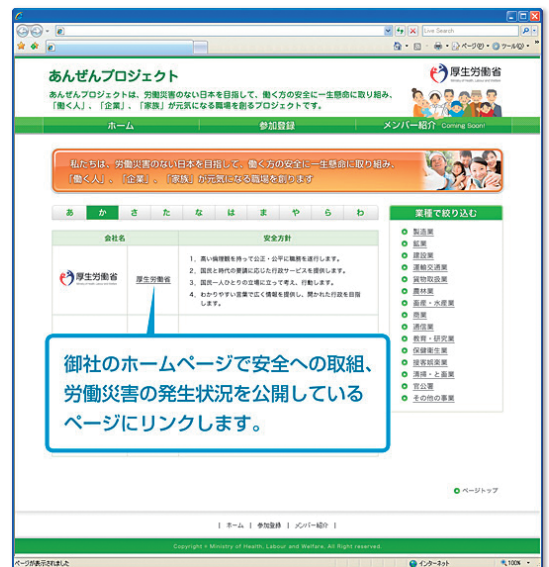 Live Search
ページ(P)
ツール(O)
あんぜんプロジェクト
厚生労働省
あんぜんプロジェクトは、労働災害のない日本を目指して、働く方の安全に一生懸命に取り組み、
「働く人」、「企業」、「家族」が元気になる職場を創るプロジェクトです。
ホーム
参加登録
メンバー紹介 Coming Soon!
私たちは、労働災害のない日本を目指して、働く方の安全に一生懸命に取り組み、
「働く人」、「企業」、「家族」が元気になる職場を創ります
あ か さ た な は ま や ら わ
業種で絞り込む
会社名
安全方針
厚生労働省
厚生労働省
1、高い倫理観を持って公正・公平に職務を遂行します。
2、国民と時代の要請に応じた行政サービスを提供します。
3、国民一人ひとりの立場に立って考え、行動します。
4、わかりやすい言葉で広く情報を提供し、開かれた行政を目指
します。
製造業
鉱業
建設業
運輸交通業
貨物取扱業
農林業
畜産・水産業
商業
通信業
教育・研究業
保健衛生業
接客娯楽業
清掃・と畜業
官公署
その他の事業
御社のホームページで安全への取組、
労働災害の発生状況を公開している
ページにリンクします。
ページトップ
| ホーム | 参加登録 | メンバー紹介 |
Copyright © Ministry of Health, Labour and Welfare, All Right reserved.
ページが表示されました
インターネット
100%